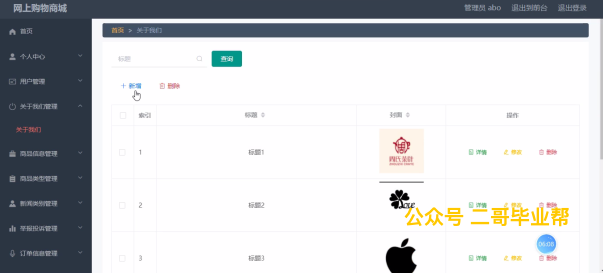 网上购物商城
管理员 abo 退出到前台 退出登录
首页
个人中心
用户管理
关于我们管理
关于我们
商品信息管理
商品类型管理
新闻类别管理
举报投诉管理
订单信息管理
首页 > 关于我们
标题
查询
+ 新增 删除
索引 标题 封面 操作
1 标题1 详情 修改 删除
2 标题2 详情 修改 删除
3 标题3 详情 修改 删除
公众号 二哥毕业帮